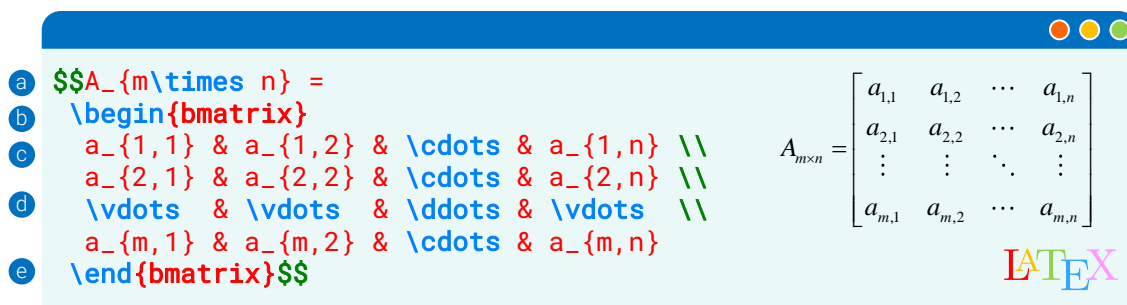 a $$A_{m\times n} =
b \begin{bmatrix}
c a_{1,1} & a_{1,2} & \cdots & a_{1,n} \\
a_{2,1} & a_{2,2} & \cdots & a_{2,n} \\
d \vdots & \vdots & \ddots & \vdots \\
a_{m,1} & a_{m,2} & \cdots & a_{m,n}
e \end{bmatrix}$$
A_{m×n} =
a_{1,1} a_{1,2} ⋯ a_{1,n}
a_{2,1} a_{2,2} ⋯ a_{2,n}
⋮ ⋮ ⋱ ⋮
a_{m,1} a_{m,2} ⋯ a_{m,n}
LATEX